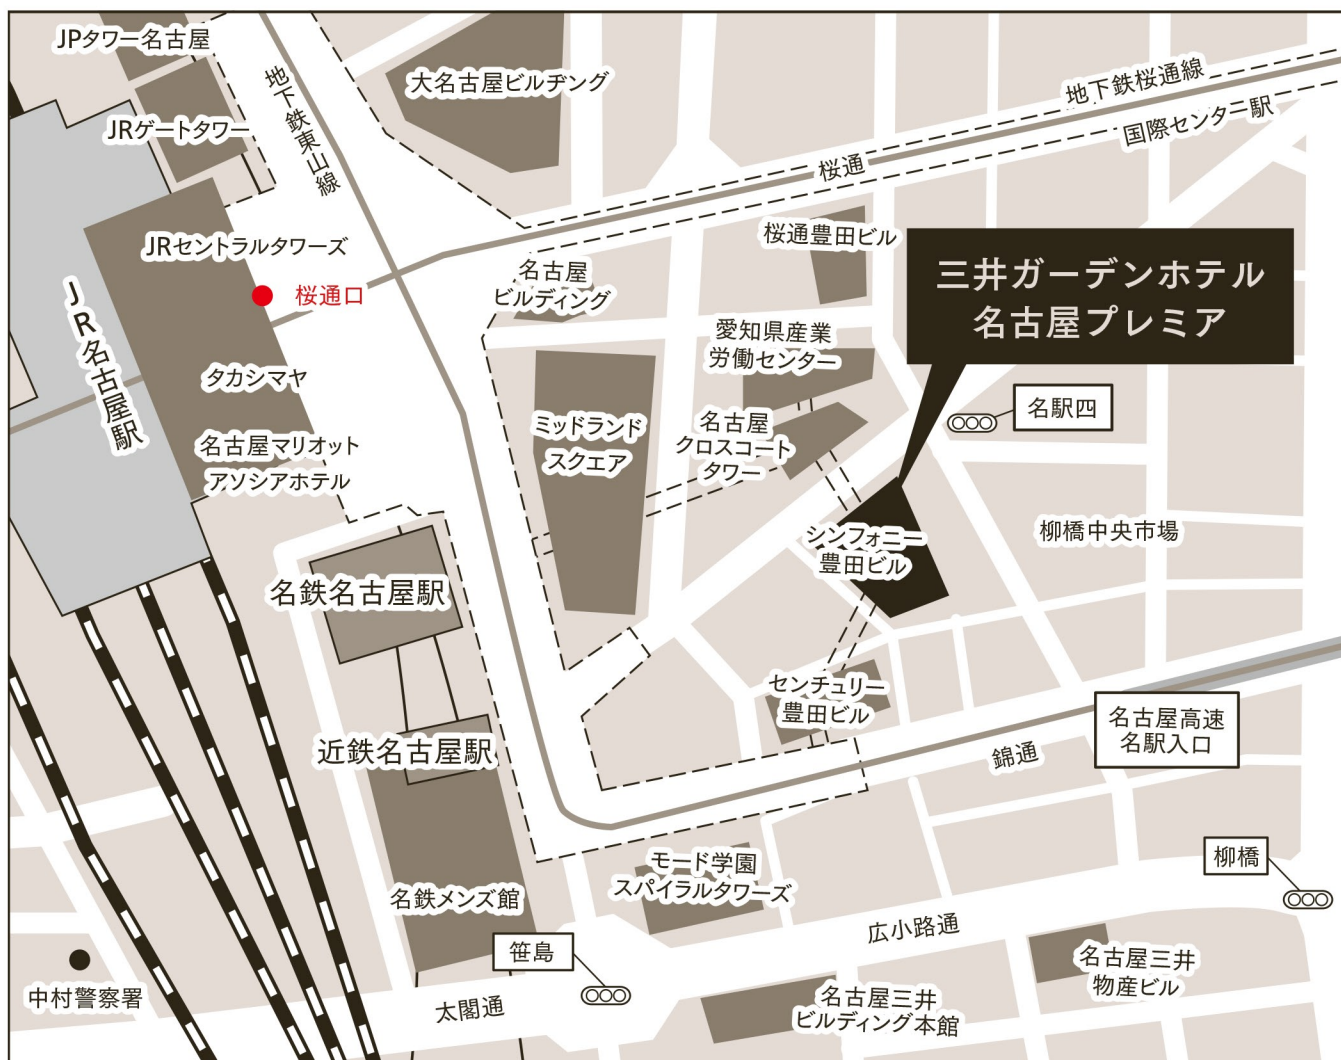 JPタワー名古屋
大名古屋ビルヂング
地下鉄東山線
地下鉄桜通線
国際センター駅
JRゲートタワー
桜通
JRセントラルタワーズ
桜通豊田ビル
名古屋
ビルディング
三井ガーデンホテル
名古屋プレミア
桜通口
JR名古屋駅
愛知県産業
労働センター
タカシマヤ
名駅四
ミッドランド
スクエア
名古屋
クロスコート
タワー
名古屋マリオット
アソシアホテル
シンフォニー
豊田ビル
柳橋中央市場
名鉄名古屋駅
センチュリー
豊田ビル
名古屋高速
名駅入口
近鉄名古屋駅
錦通
モード学園
スパイラルタワーズ
柳橋
名鉄メンズ館
広小路通
笹島
名古屋三井
物産ビル
中村警察署
太閤通
名古屋三井
ビルディング本館